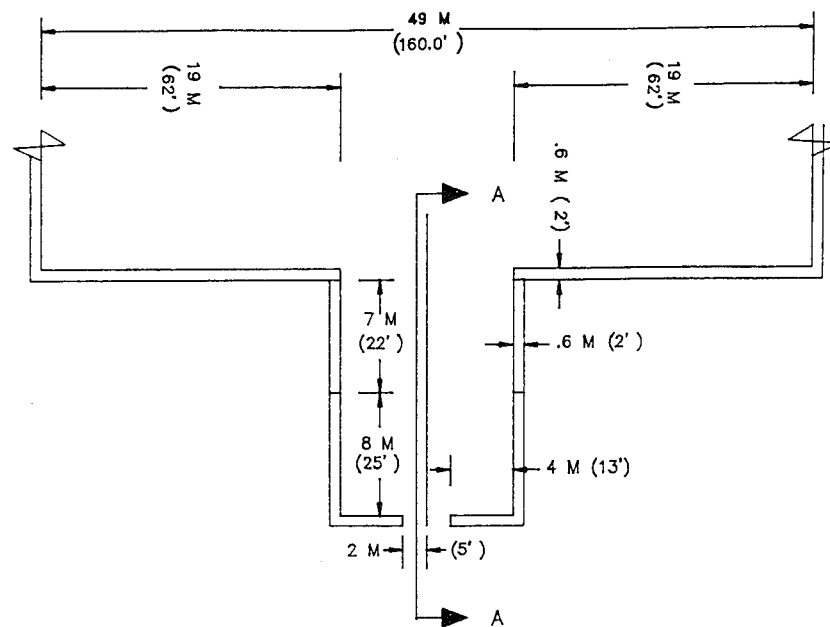 49 M
(160.0')
19 M
(62')
19 M
(62')
A
.6 M (2')
7 M
(22')
.6 M (2')
8 M
(25')
4 M (13')
2 M
(5')
A